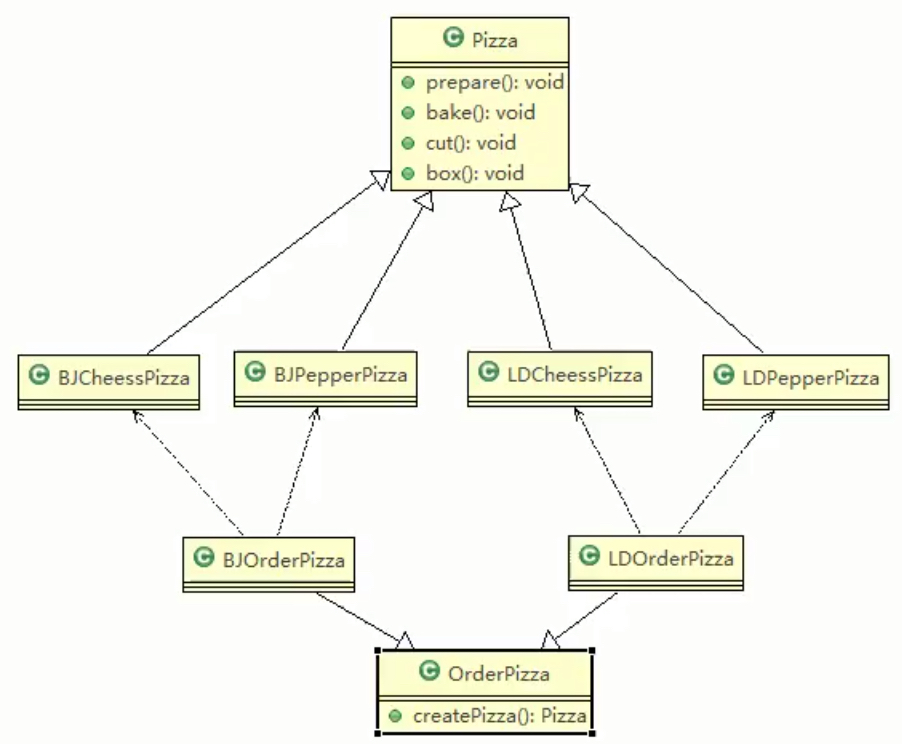 Pizza
prepare(): void
bake(): void
cut(): void
box(): void
BJCheessPizza
BJPepperPizza
LDCheessPizza
LDPepperPizza
BJOrderPizza
LDOrderPizza
OrderPizza
createPizza(): Pizza